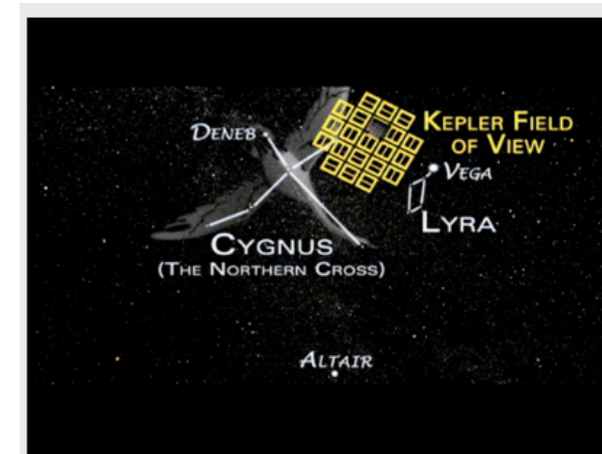 KEPLER FIELD
OF VIEW
DENEB
VEGA
LYRA
CYGNUS
(THE NORTHERN CROSS)
ALTAIR